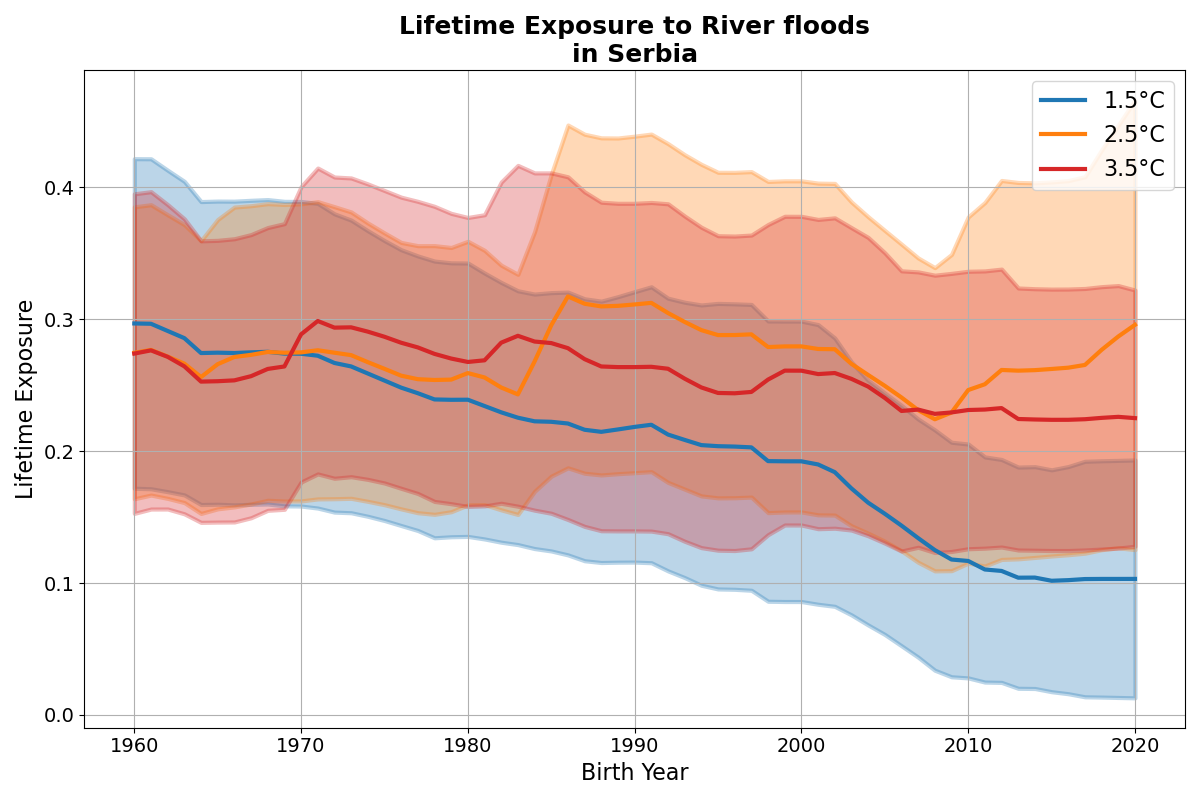 Lifetime Exposure to River floods
in Serbia
1.5°C
2.5°C
3.5°C
Lifetime Exposure
0.4
0.3
0.2
0.1
0.0
1960 1970 1980 1990 2000 2010 2020
Birth Year